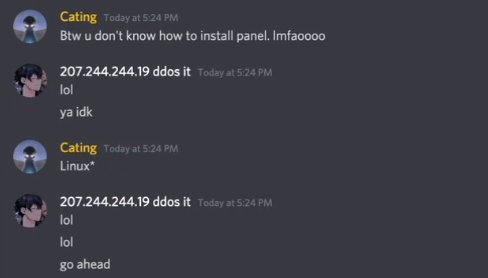 Cating Today at 5:24 PM
Btw u don't know how to install panel. lmfaoooo
207.244.244.19 ddos it Today at 5:24 PM
lol
ya idk
Cating Today at 5:24 PM
Linux*
207.244.244.19 ddos it Today at 5:24 PM
lol
lol
go ahead